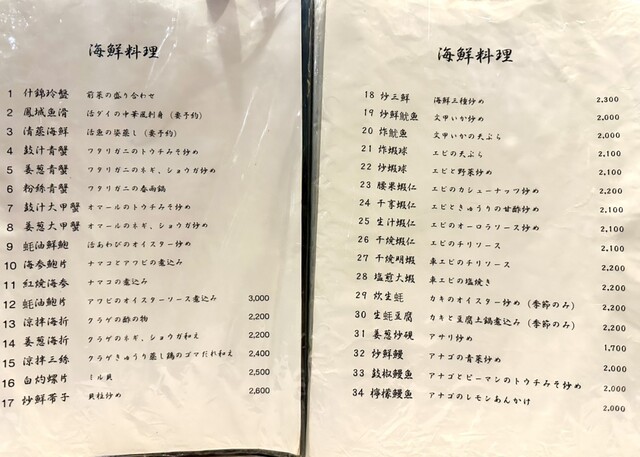 海鮮料理
1 什錦玲盤 前菜の盛り合わせ
2 鳳城魚滑 活ダイの中華風刺身(要予約)
3 清蒸海鮮 活魚の姿蒸し(要予約)
4 鼓汁青蟹 フタリガニのトウチみそ炒め
5 姜葱青蟹 フタリガニのネギ、ショウガ炒め
6 粉絲青蟹 フタリガニの春雨鍋
7 鼓汁大甲蟹 オマールのトウチみそ炒め
8 姜葱大甲蟹 オマールのネギ、ショウガ炒め
9 蚝油鮮鮑 活あわびのオイスター炒め
10 海参鮑片 ナマコとアワビの煮込み
11 紅焼海参 ナマコの煮込み
12 蚝油鮑片 アワビのオイスターソース煮込み 3,000
13 涼拌海折 クラゲの酢の物 2,200
14 姜葱海折 クラゲのネギ、ショウガ和え 2,200
15 涼拌三絲 クラゲきゅうり蒸し鶏のゴマだれ和え 2,400
16 白灼螺片 ミル貝 2,500
17 炒鮮帯子 貝柱炒め 2,600
海鮮料理
18 炒三鮮 海鮮三種炒め 2,300
19 炒鮮魷魚 文甲いか炒め 2,000
20 炸魷魚 文甲いかの天ぷら 2,000
21 炸蝦球 エビの天ぷら 2,100
22 炒蝦球 エビと野菜炒め 2,100
23 腰果蝦仁 エビのカシューナッツ炒め 2,200
24 干享蝦仁 エビときゅうりの甘酢炒め 2,100
25 生汁蝦仁 エビのオーロラソース炒め 2,100
26 干焼蝦仁 エビのチリソース 2,100
27 干焼明蝦 車エビのチリソース 2,200
28 塩煎大蝦 車エビの塩焼き 2,200
29 炊生蚝 カキのオイスター炒め(季節のみ) 2,200
30 生蚝豆腐 カキと豆腐土鍋煮込み(季節のみ) 2,200
31 姜葱炒蜆 アサリ炒め 1,700
32 炒鮮鰻 アナゴの青菜炒め 2,000
33 鼓椒鰻魚 アナゴとピーマンのトウチみそ炒め 2,000
34 檸檬鰻魚 アナゴのレモンあんかけ 2,000